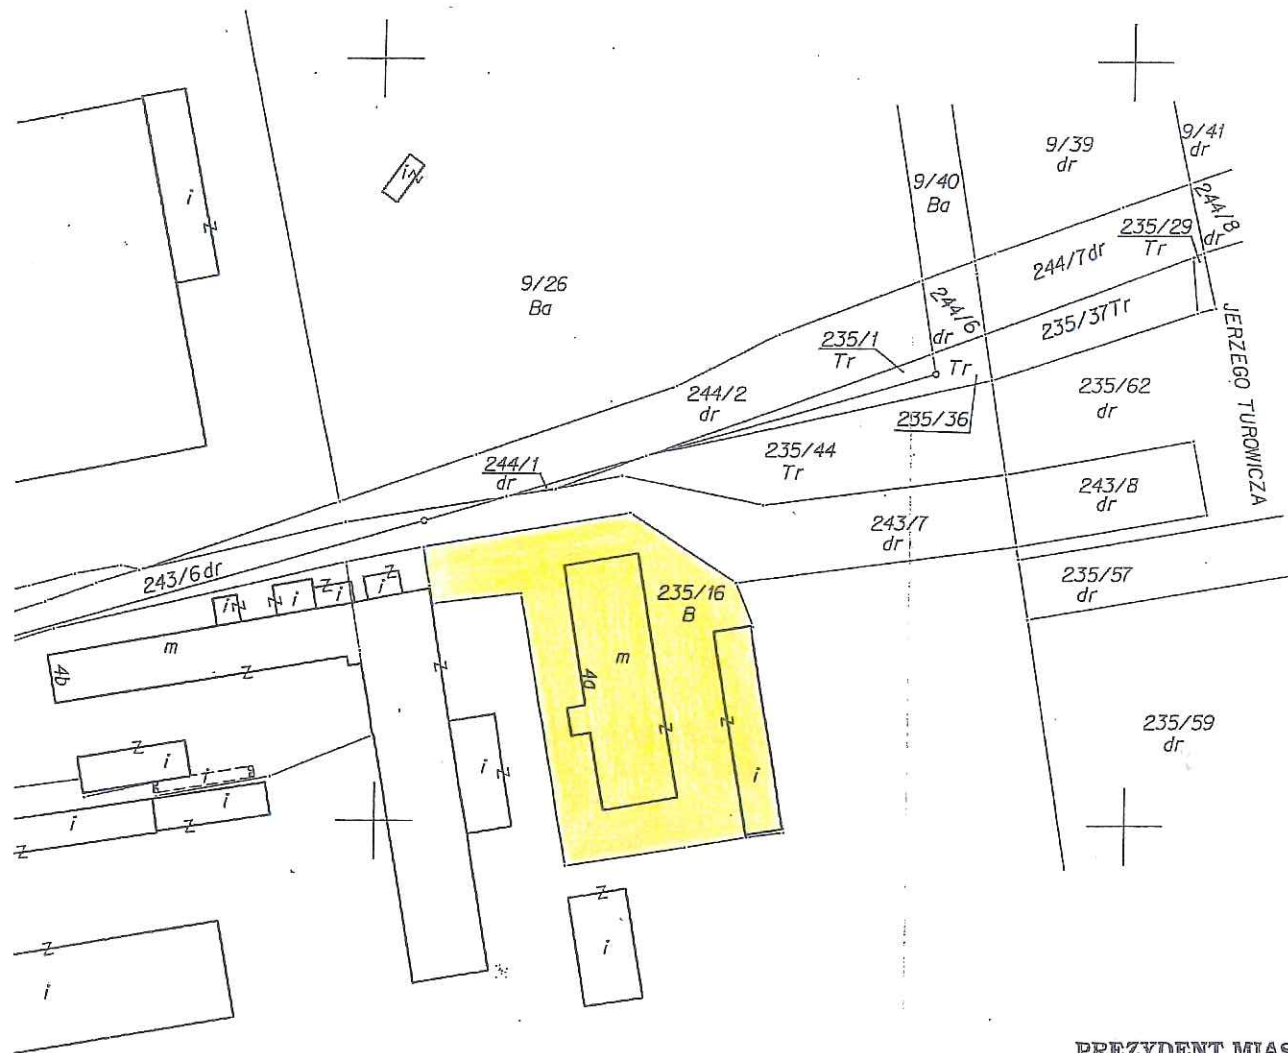 9/41
dr
9/39
dr
9/40
Ba
244/8
dr
235/29
Tr
244/7dr
i
i
9/26
Ba
244/6
dr
235/37Tr
235/1
Tr
Tr
JERZEGO TUROWICZA
235/62
dr
244/2
dr
235/36
235/44
Tr
244/1
dr
243/8
dr
243/7
dr
243/6dr
235/57
dr
235/16
B
i
i
i
i
m
4b
m
4a
235/59
dr
i
i
i
i
i
i
i
i
PREZYDENT MIAS